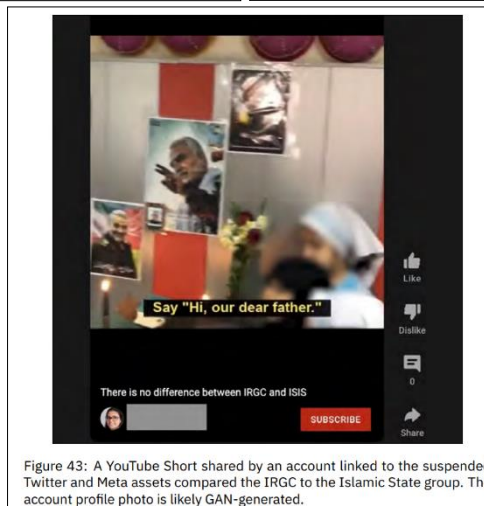 Say "Hi, our dear father."
Like
Dislike
0
Share
There is no difference between IRGC and ISIS
SUBSCRIBE
Figure 43: A YouTube Short shared by an account linked to the suspended
Twitter and Meta assets compared the IRGC to the Islamic State group. Th
account profile photo is likely GAN-generated.